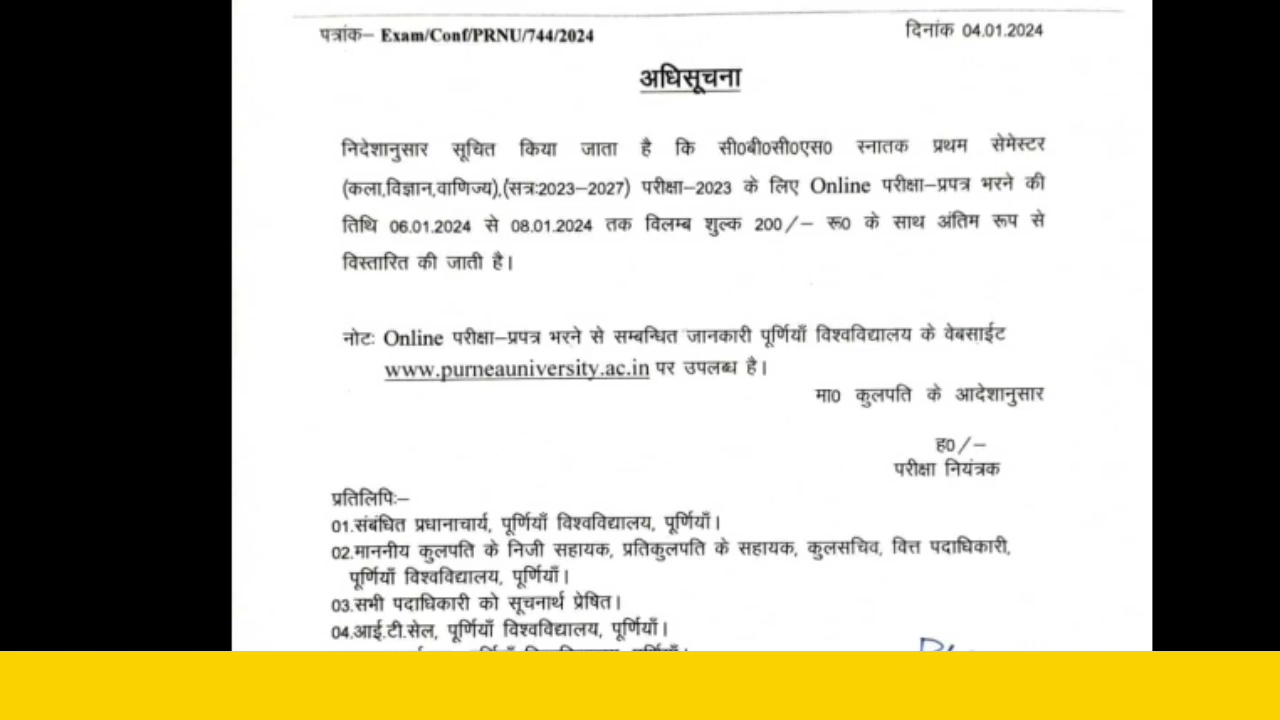 पत्रांक– Exam/Conf/PRNU/744/2024 दिनांक 04.01.2024
अधिसूचना
निदेशानुसार सूचित किया जाता है कि सी0बी0सी0एस0 स्नातक प्रथम सेमेस्टर
(कला,विज्ञान,वाणिज्य),(सत्रः2023–2027) परीक्षा–2023 के लिए Online परीक्षा–प्रपत्र भरने की
तिथि 06.01.2024 से 08.01.2024 तक विलम्ब शुल्क 200/– रू0 के साथ अंतिम रूप से
विस्तारित की जाती है।
नोटः Online परीक्षा–प्रपत्र भरने से सम्बन्धित जानकारी पूर्णियाँ विश्वविद्यालय के वेबसाईट
www.purneauniversity.ac.in पर उपलब्ध है।
मा0 कुलपति के आदेशानुसार
ह0/–
परीक्षा नियंत्रक
प्रतिलिपिः–
01.संबंधित प्रधानाचार्य, पूर्णियाँ विश्वविद्यालय, पूर्णियाँ।
02.माननीय कुलपति के निजी सहायक, प्रतिकुलपति के सहायक, कुलसचिव, वित्त पदाधिकारी,
पूर्णियाँ विश्वविद्यालय, पूर्णियाँ।
03.सभी पदाधिकारी को सूचनार्थ प्रेषित।
04.आई.टी.सेल, पूर्णियाँ विश्वविद्यालय, पूर्णियाँ।